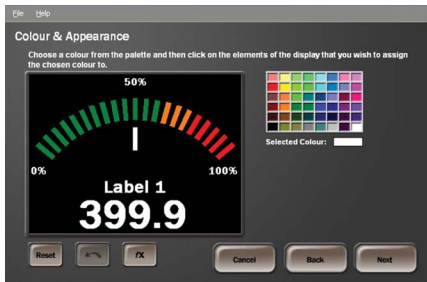 File Help
Colour & Appearance
Choose a colour from the palette and then click on the elements of the display that you wish to assign
the chosen colour to.
50%
0% 100%
Label 1
399.9
Selected Colour:
Reset fX Cancel Back Next